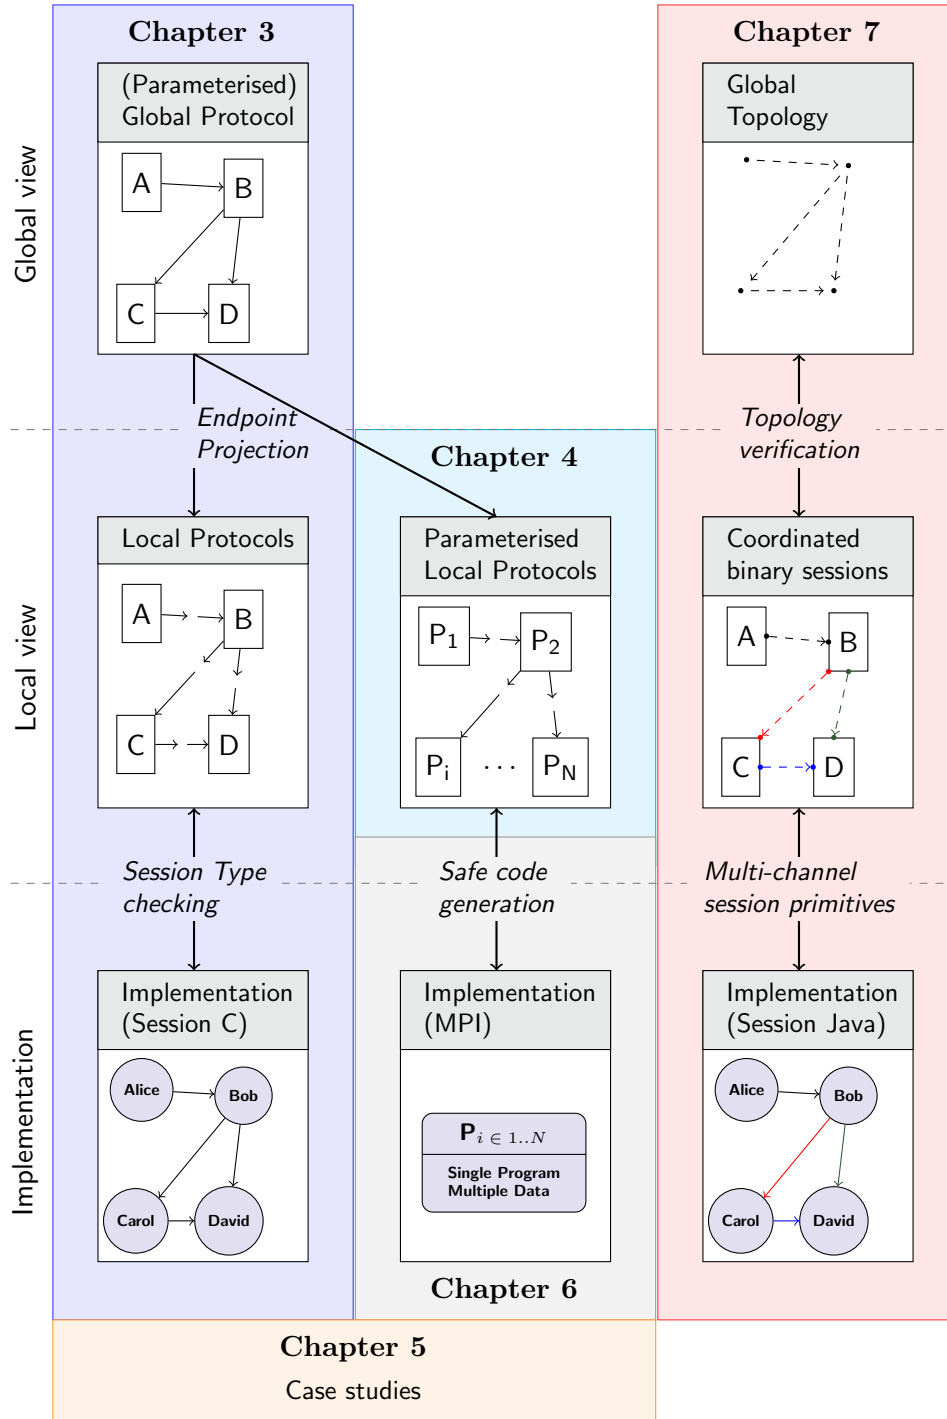 Chapter 3
Chapter 7
Global view
(Parameterised)
Global Protocol
A
B
C
D
Global
Topology
Endpoint
Projection
Topology
verification
Chapter 4
Local view
Local Protocols
A
B
C
D
Parameterised
Local Protocols
P1
P2
Pi
...
PN
Coordinated
binary sessions
A
B
C
D
Session Type
checking
Safe code
generation
Multi-channel
session primitives
Implementation
Implementation
(Session C)
Alice
Bob
Carol
David
Implementation
(MPI)
P i ∈ 1..N
Single Program
Multiple Data
Implementation
(Session Java)
Alice
Bob
Carol
David
Chapter 6
Chapter 5
Case studies